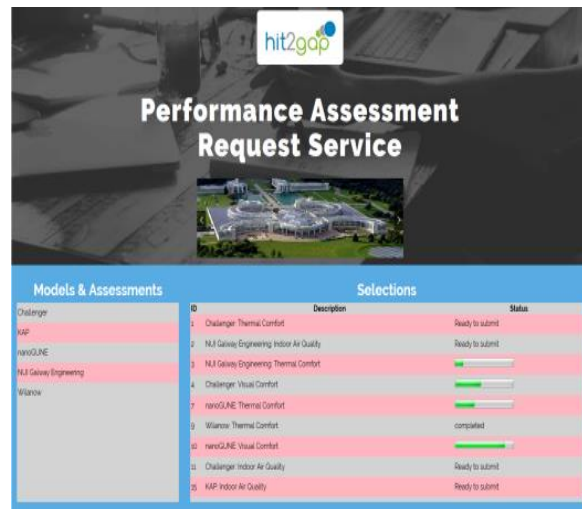 hit2gap
Performance Assessment
Request Service
Models & Assessments
Challenger
KAP
nanoGUNE
NUI Galway Engineering
Wilanow
Selections
ID Description Status
1 Challenger: Thermal Comfort Ready to submit
2 NUI Galway Engineering: Indoor Air Quality Ready to submit
3 NUI Galway Engineering: Thermal Comfort
4 Challenger: Visual Comfort
7 nanoGUNE: Thermal Comfort
9 Wilanow: Thermal Comfort completed
10 nanoGUNE: Visual Comfort
11 Challenger: Indoor Air Quality Ready to submit
15 KAP: Indoor Air Quality Ready to submit